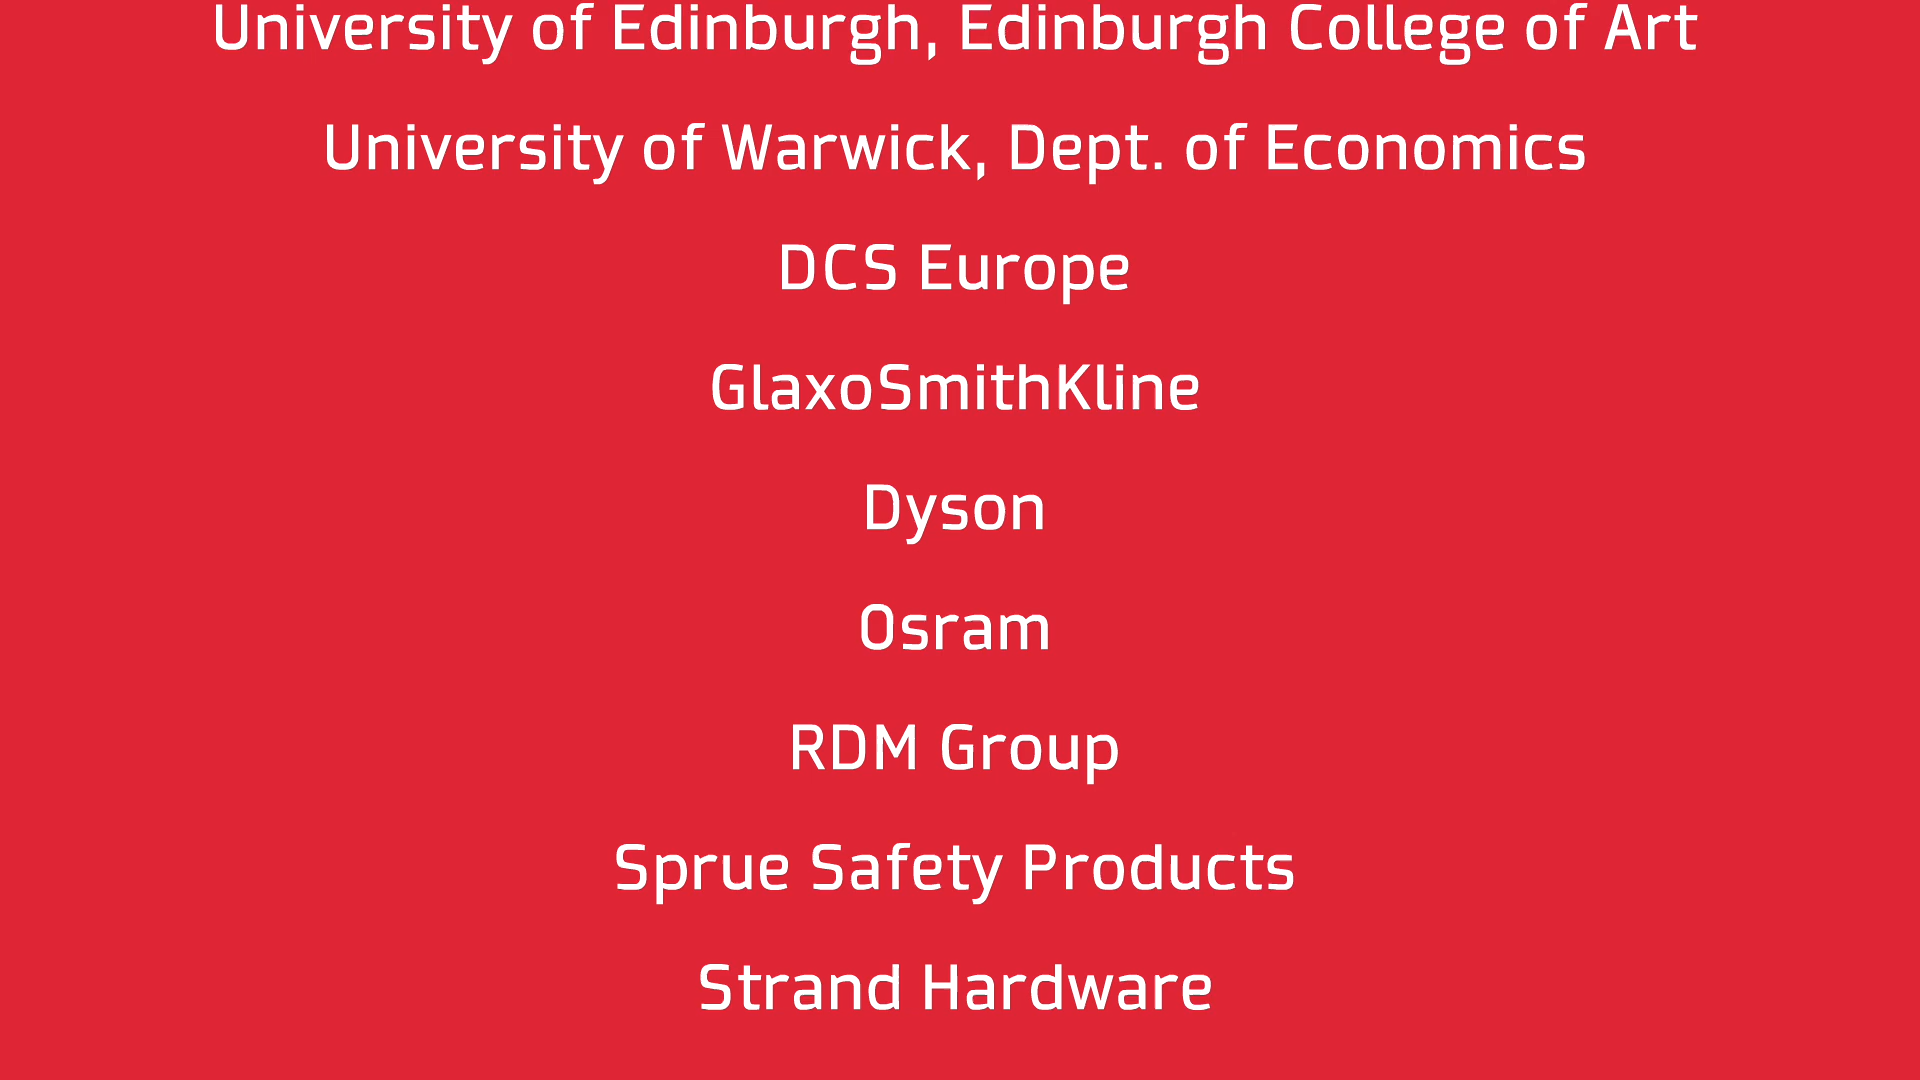 University of Edinburgh, Edinburgh College of Art
University of Warwick, Dept. of Economics
DCS Europe
GlaxoSmithKline
Dyson
Osram
RDM Group
Sprue Safety Products
Strand Hardware